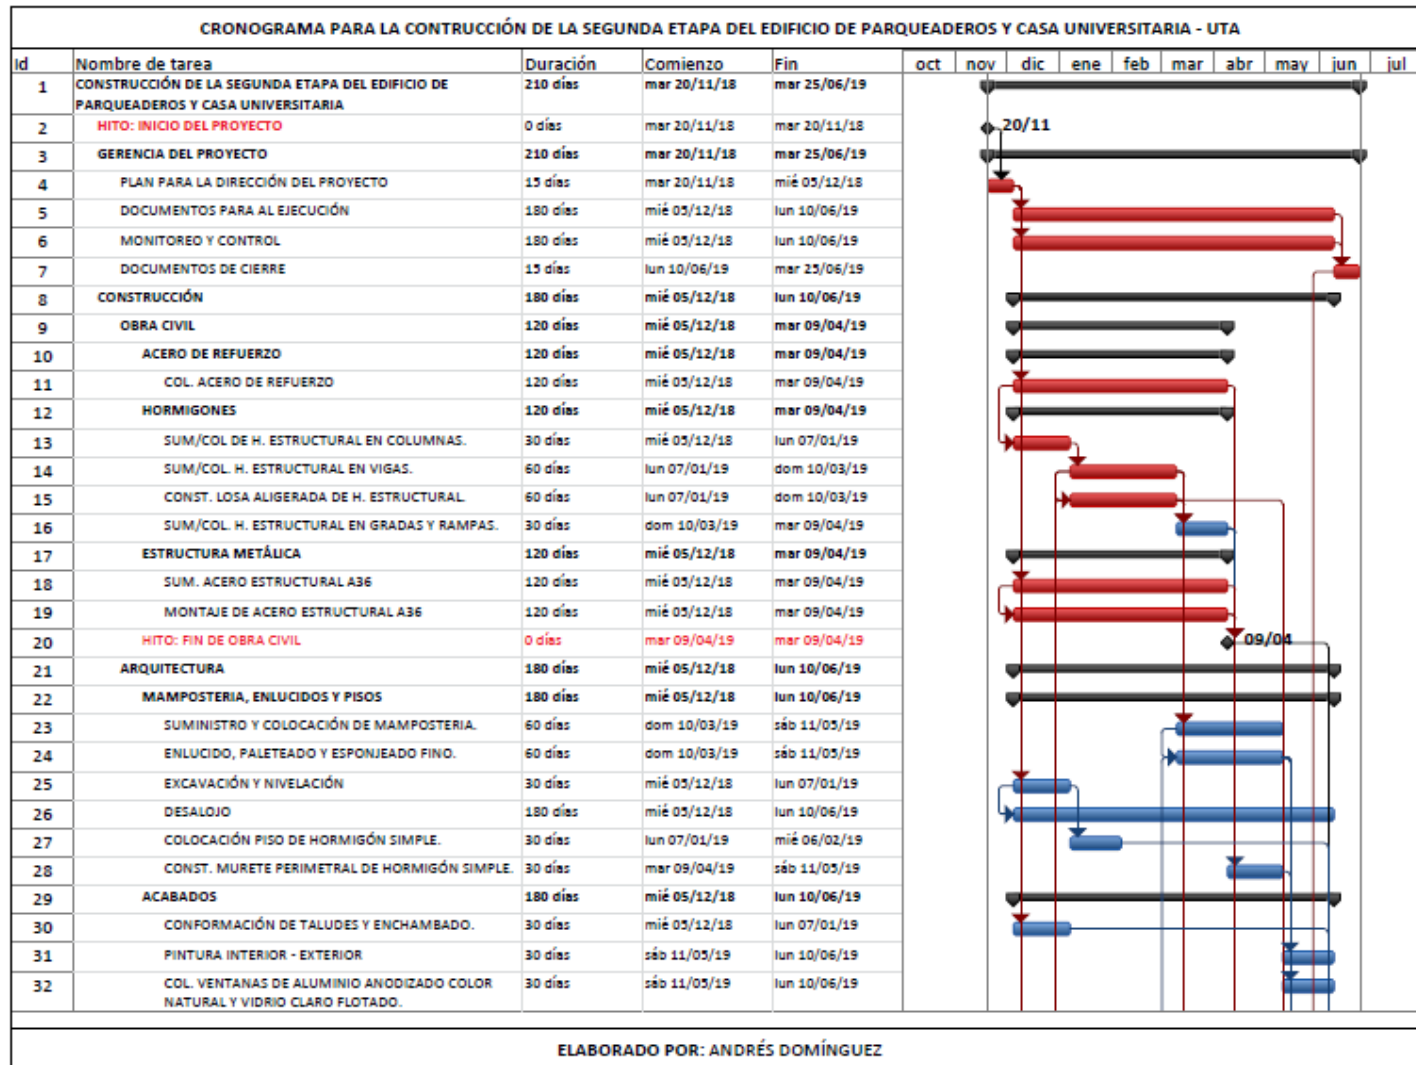 CRONOGRAMA PARA LA CONTRUCCIÓN DE LA SEGUNDA ETAPA DEL EDIFICIO DE PARQUEADEROS Y CASA UNIVERSITARIA - UTA
Id Nombre de tarea Duración Comienzo Fin oct nov dic ene feb mar abr may jun jul
1 CONSTRUCCIÓN DE LA SEGUNDA ETAPA DEL EDIFICIO DE 210 días mar 20/11/18 mar 25/06/19
PARQUEADEROS Y CASA UNIVERSITARIA
2 HITO: INICIO DEL PROYECTO 0 días mar 20/11/18 mar 20/11/18 20/11
3 GERENCIA DEL PROYECTO 210 días mar 20/11/18 mar 25/06/19
4 PLAN PARA LA DIRECCIÓN DEL PROYECTO 15 días mar 20/11/18 mié 05/12/18
5 DOCUMENTOS PARA AL EJECUCIÓN 180 días mié 05/12/18 lun 10/06/19
6 MONITOREO Y CONTROL 180 días mié 05/12/18 lun 10/06/19
7 DOCUMENTOS DE CIERRE 15 días lun 10/06/19 mar 25/06/19
8 CONSTRUCCIÓN 180 días mié 05/12/18 lun 10/06/19
9 OBRA CIVIL 120 días mié 05/12/18 mar 09/04/19
10 ACERO DE REFUERZO 120 días mié 05/12/18 mar 09/04/19
11 COL. ACERO DE REFUERZO 120 días mié 05/12/18 mar 09/04/19
12 HORMIGONES 120 días mié 05/12/18 mar 09/04/19
13 SUM/COL DE H. ESTRUCTURAL EN COLUMNAS. 30 días mié 05/12/18 lun 07/01/19
14 SUM/COL. H. ESTRUCTURAL EN VIGAS. 60 días lun 07/01/19 dom 10/03/19
15 CONST. LOSA ALIGERADA DE H. ESTRUCTURAL. 60 días lun 07/01/19 dom 10/03/19
16 SUM/COL. H. ESTRUCTURAL EN GRADAS Y RAMPAS. 30 días dom 10/03/19 mar 09/04/19
17 ESTRUCTURA METÁLICA 120 días mié 05/12/18 mar 09/04/19
18 SUM. ACERO ESTRUCTURAL A36 120 días mié 05/12/18 mar 09/04/19
19 MONTAJE DE ACERO ESTRUCTURAL A36 120 días mié 05/12/18 mar 09/04/19
20 HITO: FIN DE OBRA CIVIL 0 días mar 09/04/19 mar 09/04/19 09/04
21 ARQUITECTURA 180 días mié 05/12/18 lun 10/06/19
22 MAMPOSTERIA, ENLUCIDOS Y PISOS 180 días mié 05/12/18 lun 10/06/19
23 SUMINISTRO Y COLOCACIÓN DE MAMPOSTERIA. 60 días dom 10/03/19 sáb 11/05/19
24 ENLUCIDO, PALETEADO Y ESPONJEADO FINO. 60 días dom 10/03/19 sáb 11/05/19
25 EXCAVACIÓN Y NIVELACIÓN 30 días mié 05/12/18 lun 07/01/19
26 DESALOJO 180 días mié 05/12/18 lun 10/06/19
27 COLOCACIÓN PISO DE HORMIGÓN SIMPLE. 30 días lun 07/01/19 mié 06/02/19
28 CONST. MURETE PERIMETRAL DE HORMIGÓN SIMPLE. 30 días mar 09/04/19 sáb 11/05/19
29 ACABADOS 180 días mié 05/12/18 lun 10/06/19
30 CONFORMACIÓN DE TALUDES Y ENCHAMBADO. 30 días mié 05/12/18 lun 07/01/19
31 PINTURA INTERIOR - EXTERIOR 30 días sáb 11/05/19 lun 10/06/19
32 COL. VENTANAS DE ALUMINIO ANODIZADO COLOR 30 días sáb 11/05/19 lun 10/06/19
NATURAL Y VIDRIO CLARO FLOTADO.
ELABORADO POR: ANDRÉS DOMÍNGUEZ